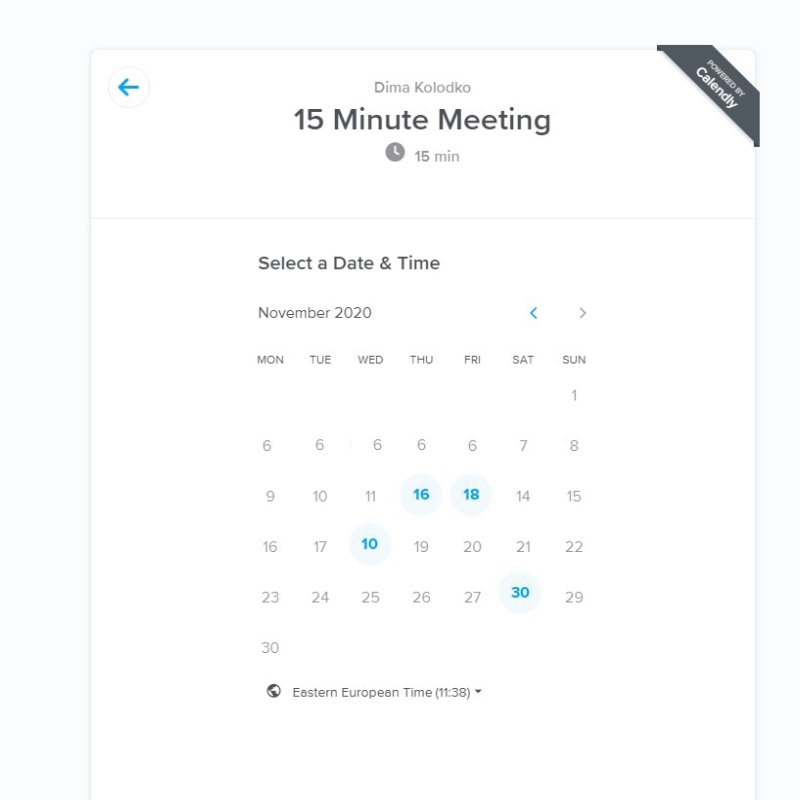 POWERED BY
Calendly
Dima Kolodko
15 Minute Meeting
15 min
Select a Date & Time
November 2020
MON TUE WED THU FRI SAT SUN
1
6 6 6 6 6 7 8
9 10 11 16 18 14 15
16 17 10 19 20 21 22
23 24 25 26 27 30 29
30
Eastern European Time (11:38)